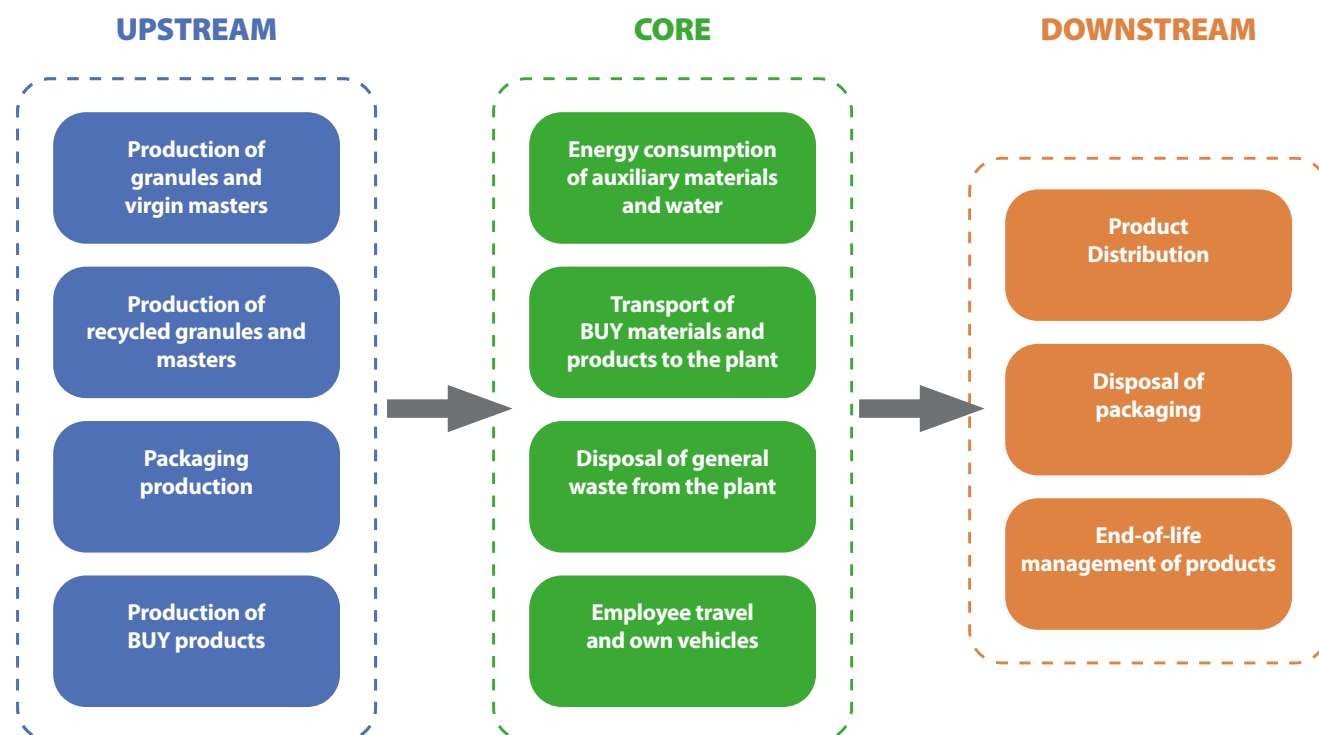 UPSTREAM
Production of
granules and
virgin masters
Production of
recycled granules and
masters
Packaging
production
Production of
BUY products
CORE
Energy consumption
of auxiliary materials
and water
Transport of
BUY materials and
products to the plant
Disposal of general
waste from the plant
Employee travel
and own vehicles
DOWNSTREAM
Product
Distribution
Disposal of
packaging
End-of-life
management of products